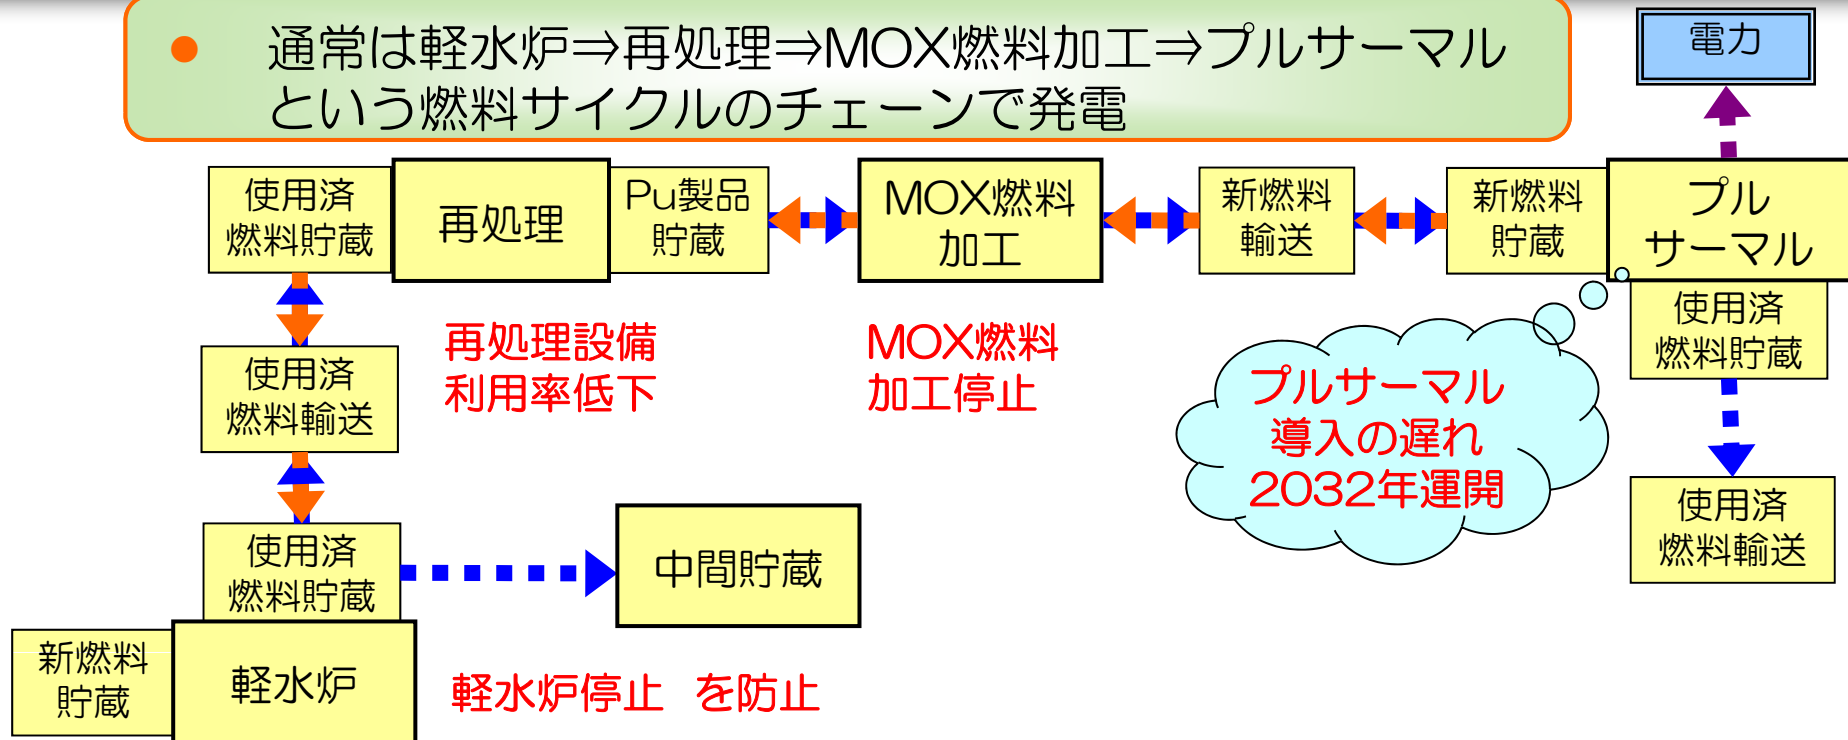 ● 通常は軽水炉⇒再処理⇒MOX燃料加工⇒プルサーマル
という燃料サイクルのチェーンで発電
電力
使用済
燃料貯蔵
再処理
Pu製品
貯蔵
MOX燃料
加工
新燃料
輸送
新燃料
貯蔵
プル
サーマル
使用済
燃料貯蔵
再処理設備
利用率低下
MOX燃料
加工停止
プルサーマル
導入の遅れ
2032年運開
使用済
燃料輸送
使用済
燃料輸送
使用済
燃料貯蔵
中間貯蔵
新燃料
貯蔵
軽水炉
軽水炉停止 を防止